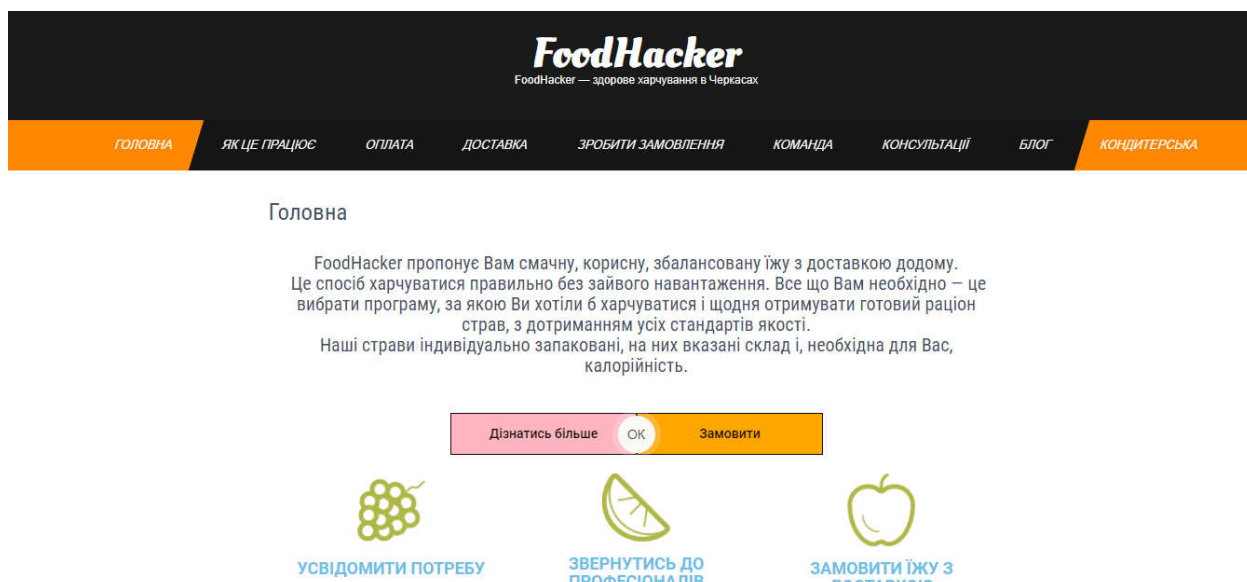 FoodHacker
FoodHacker — здорове харчування в Черкасах
ГОЛОВНА ЯК ЦЕ ПРАЦЮЄ ОПЛАТА ДОСТАВКА ЗРОБИТИ ЗАМОВЛЕННЯ КОМАНДА КОНСУЛЬТАЦІЇ БЛОГ КОНДИТЕРСЬКА
Головна
FoodHacker пропонує Вам смачну, корисну, збалансовану їжу з доставкою додому.
Це спосіб харчуватися правильно без зайвого навантаження. Все що Вам необхідно — це
вибрати програму, за якою Ви хотіли б харчуватися і щодня отримувати готовий раціон
страв, з дотриманням усіх стандартів якості.
Наші страви індивідуально запаковані, на них вказані склад і, необхідна для Вас,
калорійність.
Дізнатись більше ОК Замовити
УСВІДОМИТИ ПОТРЕБУ
ЗВЕРНУТИСЬ ДО
ПРОФЕСІОНАЛІВ
ЗАМОВИТИ ЇЖУ З
ДОСТАВКОЮ